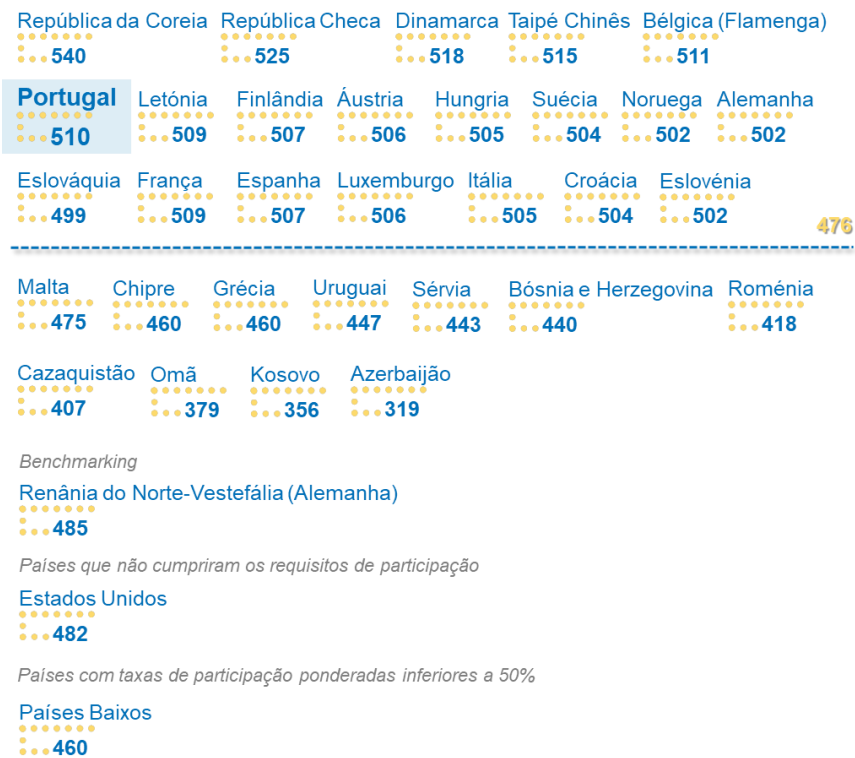 República da Coreia República Checa Dinamarca Taipé Chinês Bélgica (Flamenga)
540 525 518 515 511
Portugal Letónia Finlândia Áustria Hungria Suécia Noruega Alemanha
510 509 507 506 505 504 502 502
Eslováquia França Espanha Luxemburgo Itália Croácia Eslovénia
499 509 507 506 505 504 502
476
Malta Chipre Grécia Uruguai Sérvia Bósnia e Herzegovina Roménia
475 460 460 447 443 440 418
Cazaquistão Omã Kosovo Azerbaijão
407 379 356 319
Benchmarking
Renânia do Norte-Vestefália (Alemanha)
485
Países que não cumpriram os requisitos de participação
Estados Unidos
482
Países com taxas de participação ponderadas inferiores a 50%
Países Baixos
460